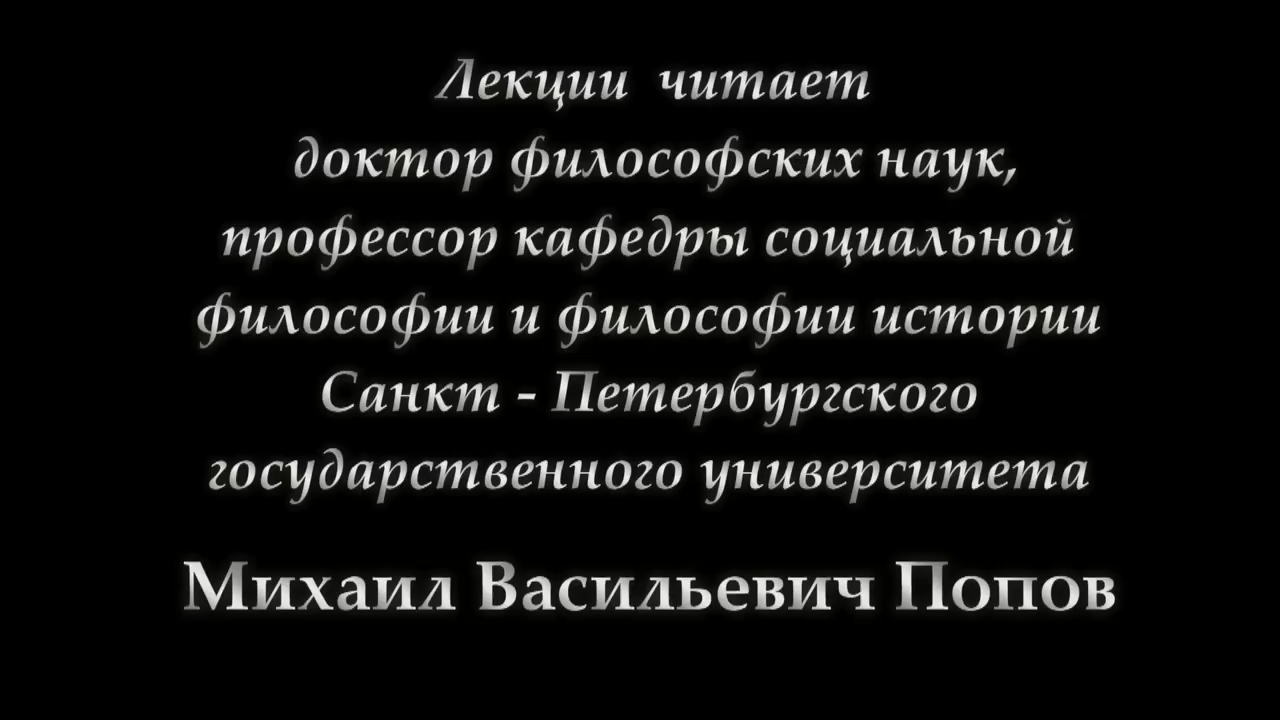 Лекции читает
доктор философских наук,
профессор кафедры социальной
философии и философии истории
Санкт - Петербургского
государственного университета
Михаил Васильевич Попов